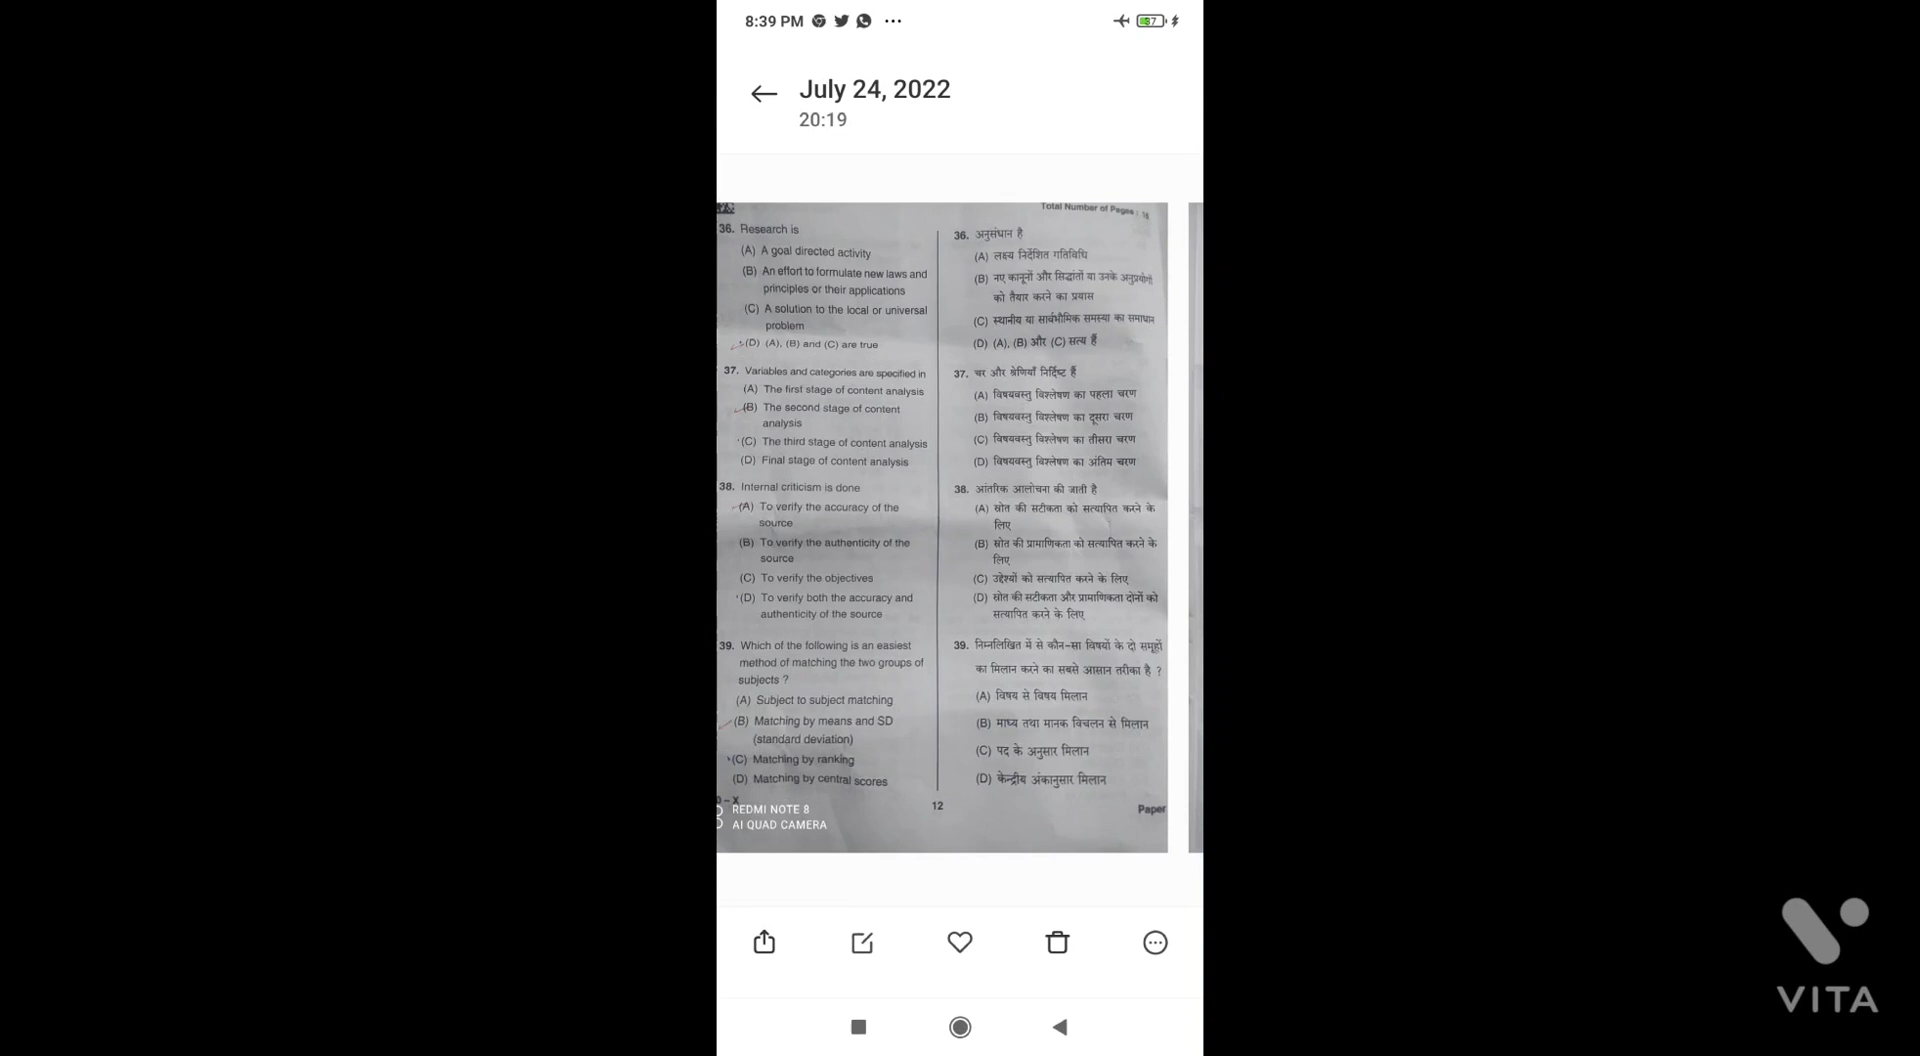 8:39 PM
37
July 24, 2022
20:19
Total Number of Pages : 16
36. Research is
(A) A goal directed activity
(B) An effort to formulate new laws and
principles or their applications
(C) A solution to the local or universal
problem
(D) (A), (B) and (C) are true
37. Variables and categories are specified in
(A) The first stage of content analysis
(B) The second stage of content
analysis
(C) The third stage of content analysis
(D) Final stage of content analysis
38. Internal criticism is done
(A) To verify the accuracy of the
source
(B) To verify the authenticity of the
source
(C) To verify the objectives
(D) To verify both the accuracy and
authenticity of the source
39. Which of the following is an easiest
method of matching the two groups of
subjects ?
(A) Subject to subject matching
(B) Matching by means and SD
(standard deviation)
(C) Matching by ranking
(D) Matching by central scores
36. अनुसंधान है
(A) लक्ष्य निर्देशित गतिविधि
(B) नए कानूनों और सिद्धांतों या उनके अनुप्रयोगों
को तैयार करने का प्रयास
(C) स्थानीय या सार्वभौमिक समस्या का समाधान
(D) (A), (B) और (C) सत्य हैं
37. चर और श्रेणियाँ निर्दिष्ट हैं
(A) विषयवस्तु विश्लेषण का पहला चरण
(B) विषयवस्तु विश्लेषण का दूसरा चरण
(C) विषयवस्तु विश्लेषण का तीसरा चरण
(D) विषयवस्तु विश्लेषण का अंतिम चरण
38. आंतरिक आलोचना की जाती है
(A) स्रोत की सटीकता को सत्यापित करने के
लिए
(B) स्रोत की प्रामाणिकता को सत्यापित करने के
लिए
(C) उद्देश्यों को सत्यापित करने के लिए
(D) स्रोत की सटीकता और प्रामाणिकता दोनों को
सत्यापित करने के लिए
39. निम्नलिखित में से कौन-सा विषयों के दो समूहों
का मिलान करने का सबसे आसान तरीका है ?
(A) विषय से विषय मिलान
(B) माध्य तथा मानक विचलन से मिलान
(C) पद के अनुसार मिलान
(D) केन्द्रीय अंकानुसार मिलान
– X
12
Paper
REDMI NOTE 8
AI QUAD CAMERA
VITA